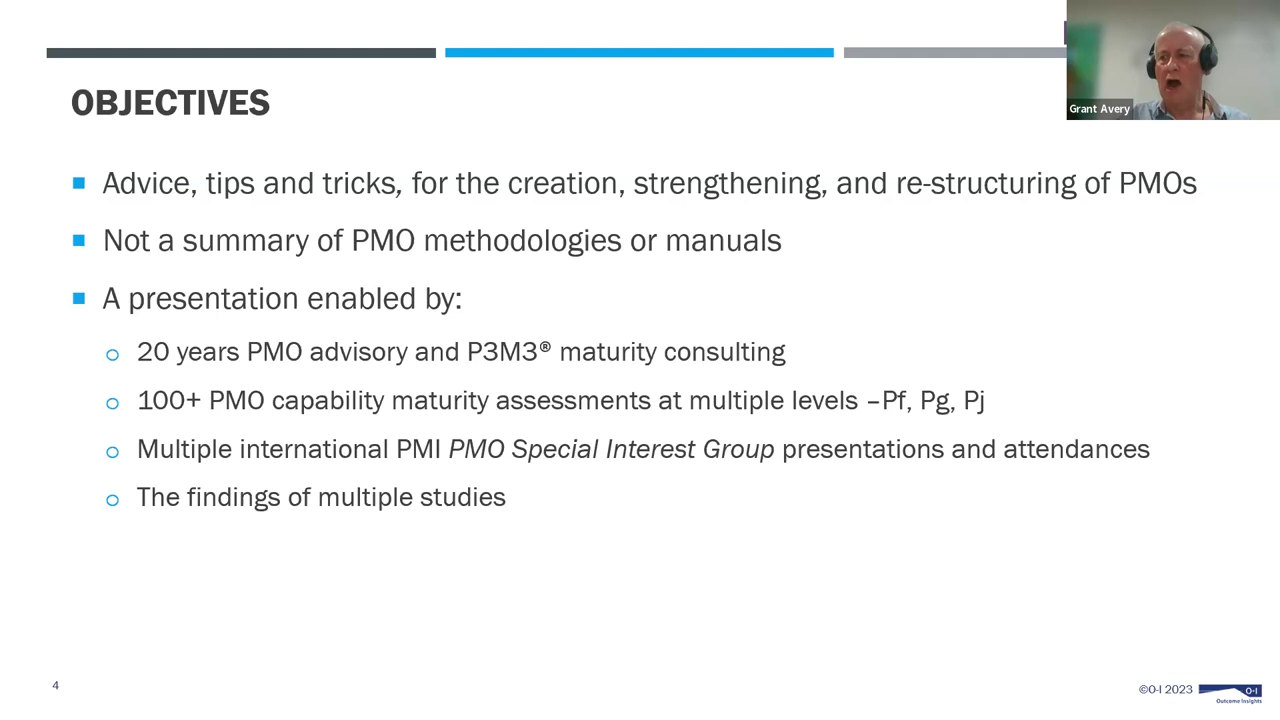 Grant Avery
OBJECTIVES
Advice, tips and tricks, for the creation, strengthening, and re-structuring of PMOs
Not a summary of PMO methodologies or manuals
A presentation enabled by:
20 years PMO advisory and P3M3® maturity consulting
100+ PMO capability maturity assessments at multiple levels –Pf, Pg, Pj
Multiple international PMI PMO Special Interest Group presentations and attendances
The findings of multiple studies
4
©O-I 2023
O-I
Outcome Insights